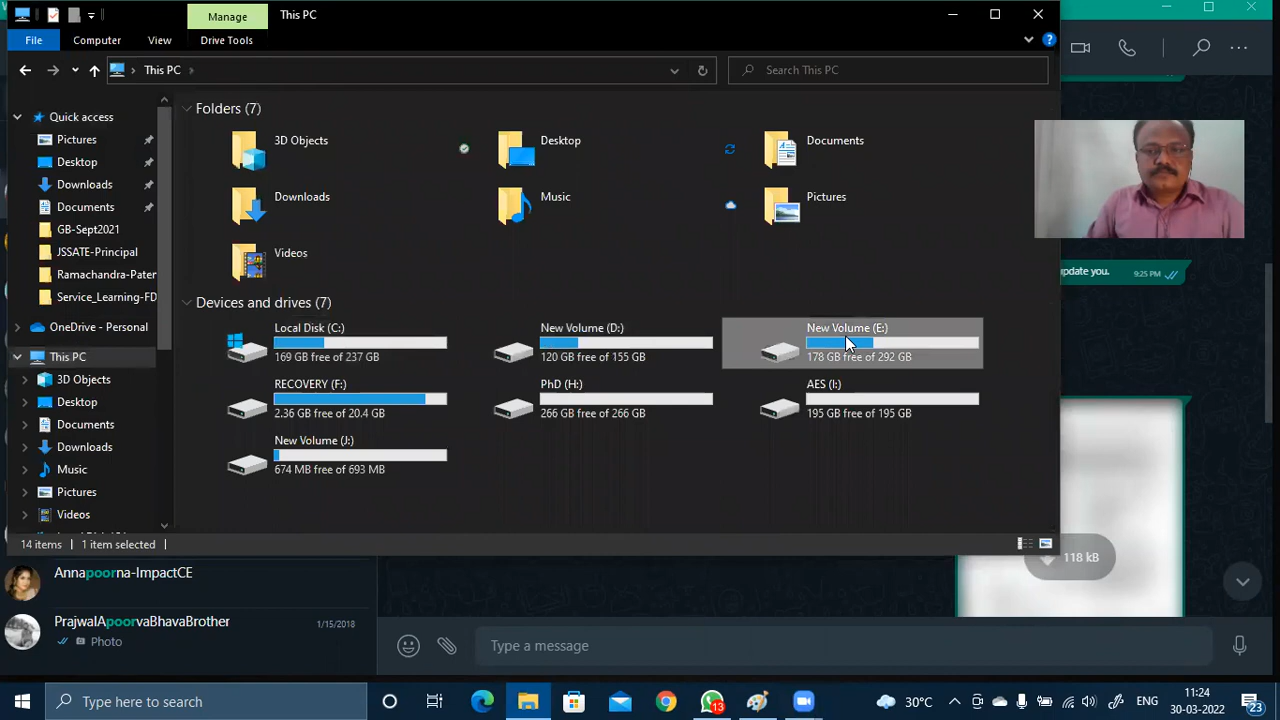 Manage
This PC
File
Computer
View
Drive Tools
This PC
Search This PC
Quick access
Pictures
Desktop
Downloads
Documents
GB-Sept2021
JSSATE-Principal
Ramachandra-Pater
Service_Learning-FD
OneDrive - Personal
This PC
3D Objects
Desktop
Documents
Downloads
Music
Pictures
Videos
Folders (7)
3D Objects
Desktop
Documents
Downloads
Music
Pictures
Videos
Devices and drives (7)
Local Disk (C:)
169 GB free of 237 GB
New Volume (D:)
120 GB free of 155 GB
New Volume (E:)
178 GB free of 292 GB
RECOVERY (F:)
2.36 GB free of 20.4 GB
PhD (H:)
266 GB free of 266 GB
AES (I:)
195 GB free of 195 GB
New Volume (J:)
674 MB free of 693 MB
14 items
1 item selected
update you.
9:25 PM
118 kB
Annapoorna-ImpactCE
PrajwalApoorvaBhavaBrother
1/15/2018
Photo
Type a message
Type here to search
13
30°C
ENG
11:24
30-03-2022
23